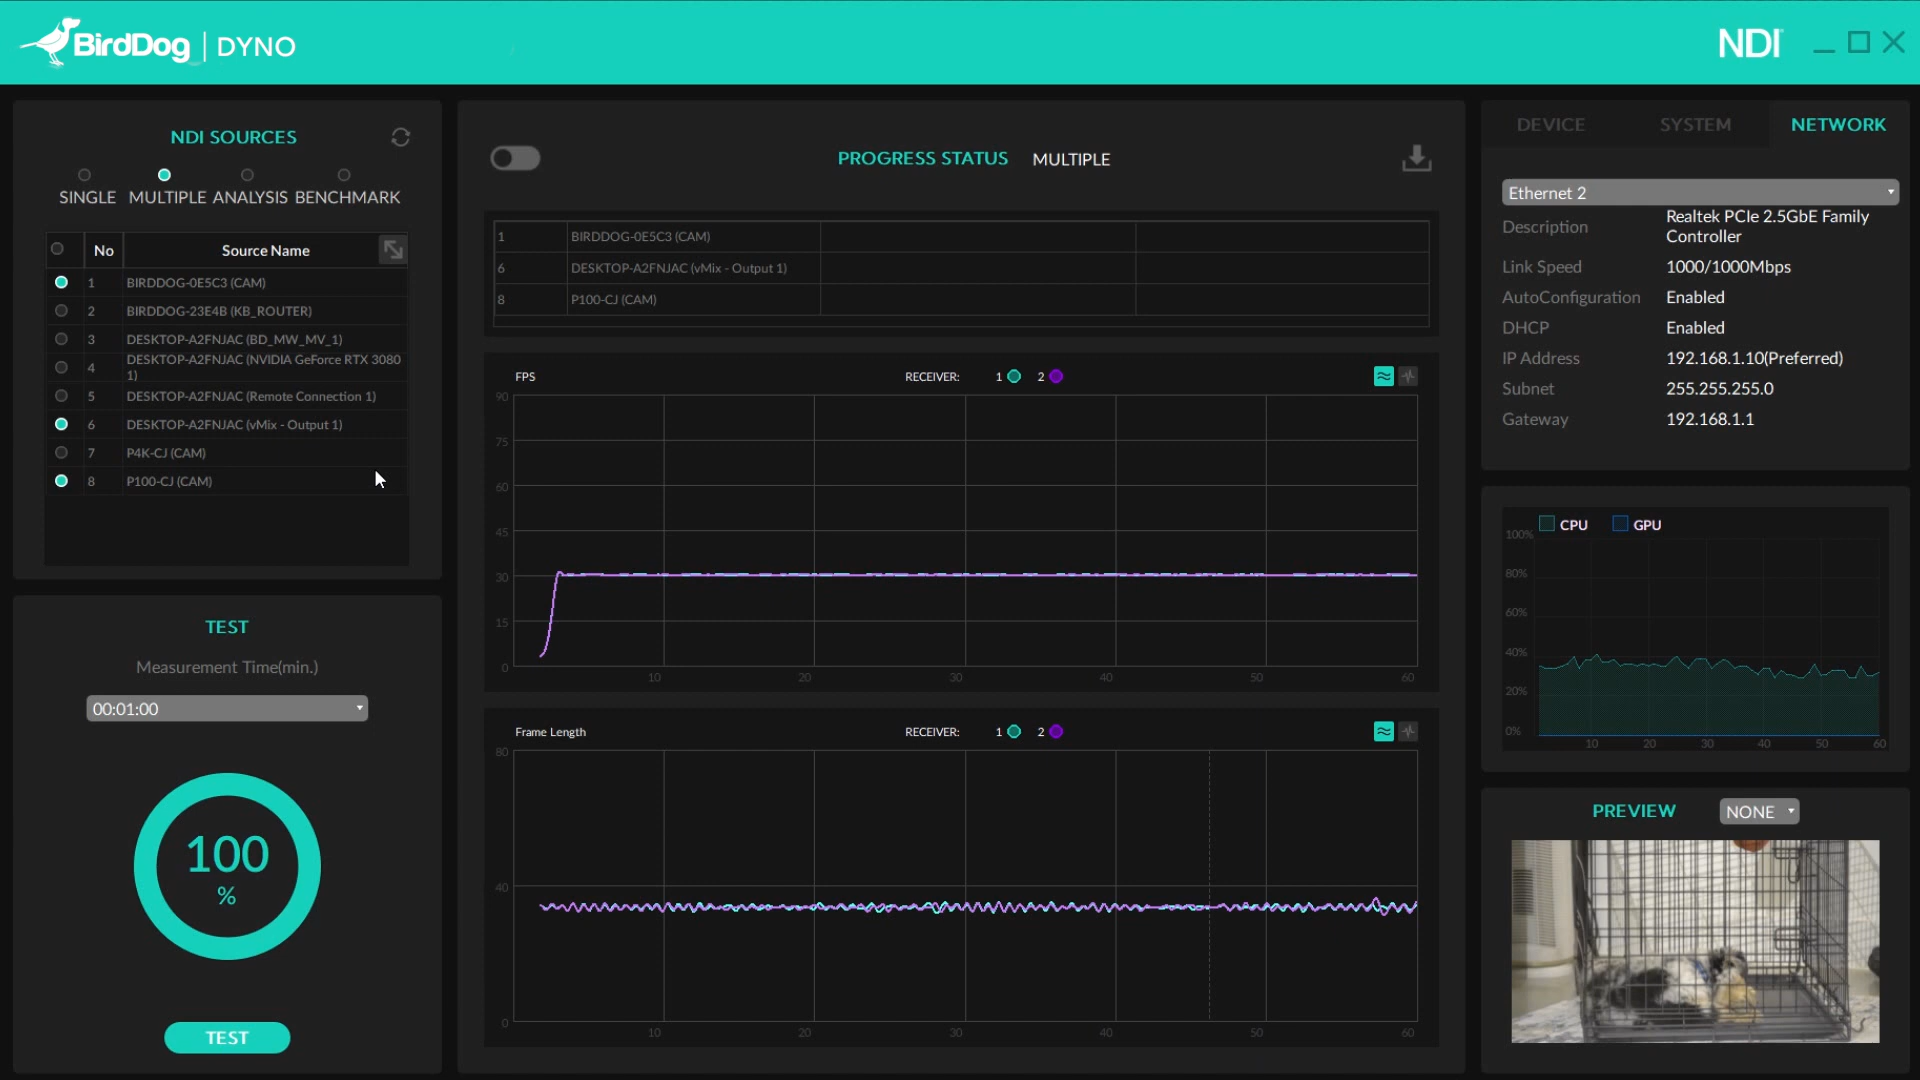 BirdDog | DYNO
NDI
NDI SOURCES
SINGLE MULTIPLE ANALYSIS BENCHMARK
No Source Name
1 BIRDDOG-0E5C3 (CAM)
2 BIRDDOG-23E4B (KB_ROUTER)
3 DESKTOP-A2FNJAC (BD_MW_MV_1)
4 DESKTOP-A2FNJAC (NVIDIA GeForce RTX 3080
1)
5 DESKTOP-A2FNJAC (Remote Connection 1)
6 DESKTOP-A2FNJAC (vMix - Output 1)
7 P4K-CJ (CAM)
8 P100-CJ (CAM)
TEST
Measurement Time(min.)
00:01:00
100
%
TEST
PROGRESS STATUS MULTIPLE
1 BIRDDOG-0E5C3 (CAM)
6 DESKTOP-A2FNJAC (vMix - Output 1)
8 P100-CJ (CAM)
FPS RECEIVER: 1 2
90
75
60
45
30
15
0
10 20 30 40 50 60
Frame Length RECEIVER: 1 2
80
40
0
10 20 30 40 50 60
DEVICE SYSTEM NETWORK
Ethernet 2
Description Realtek PCIe 2.5GbE Family
Controller
Link Speed 1000/1000Mbps
AutoConfiguration Enabled
DHCP Enabled
IP Address 192.168.1.10(Preferred)
Subnet 255.255.255.0
Gateway 192.168.1.1
CPU GPU
100%
80%
60%
40%
20%
0%
10 20 30 40 50 60
PREVIEW NONE